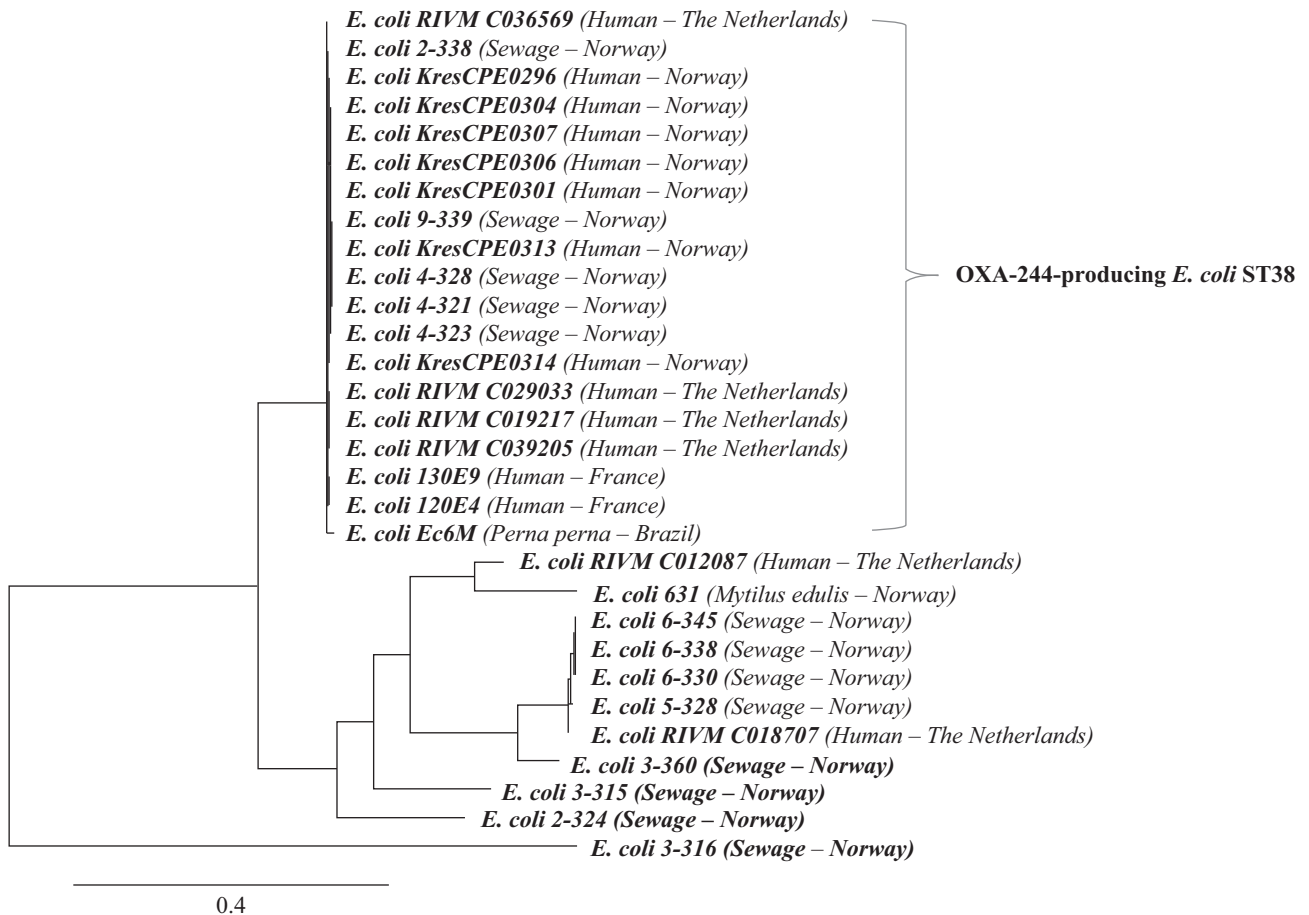 E. coli RIVM C036569 (Human – The Netherlands)
E. coli 2-338 (Sewage – Norway)
E. coli KresCPE0296 (Human – Norway)
E. coli KresCPE0304 (Human – Norway)
E. coli KresCPE0307 (Human – Norway)
E. coli KresCPE0306 (Human – Norway)
E. coli KresCPE0301 (Human – Norway)
E. coli 9-339 (Sewage – Norway)
E. coli KresCPE0313 (Human – Norway)
E. coli 4-328 (Sewage – Norway)
OXA-244-producing E. coli ST38
E. coli 4-321 (Sewage – Norway)
E. coli 4-323 (Sewage – Norway)
E. coli KresCPE0314 (Human – Norway)
E. coli RIVM C029033 (Human – The Netherlands)
E. coli RIVM C019217 (Human – The Netherlands)
E. coli RIVM C039205 (Human – The Netherlands)
E. coli 130E9 (Human – France)
E. coli 120E4 (Human – France)
E. coli Ec6M (Perna perna – Brazil)
E. coli RIVM C012087 (Human – The Netherlands)
E. coli 631 (Mytilus edulis – Norway)
E. coli 6-345 (Sewage – Norway)
E. coli 6-338 (Sewage – Norway)
E. coli 6-330 (Sewage – Norway)
E. coli 5-328 (Sewage – Norway)
E. coli RIVM C018707 (Human – The Netherlands)
E. coli 3-360 (Sewage – Norway)
E. coli 3-315 (Sewage – Norway)
E. coli 2-324 (Sewage – Norway)
E. coli 3-316 (Sewage – Norway)
0.4